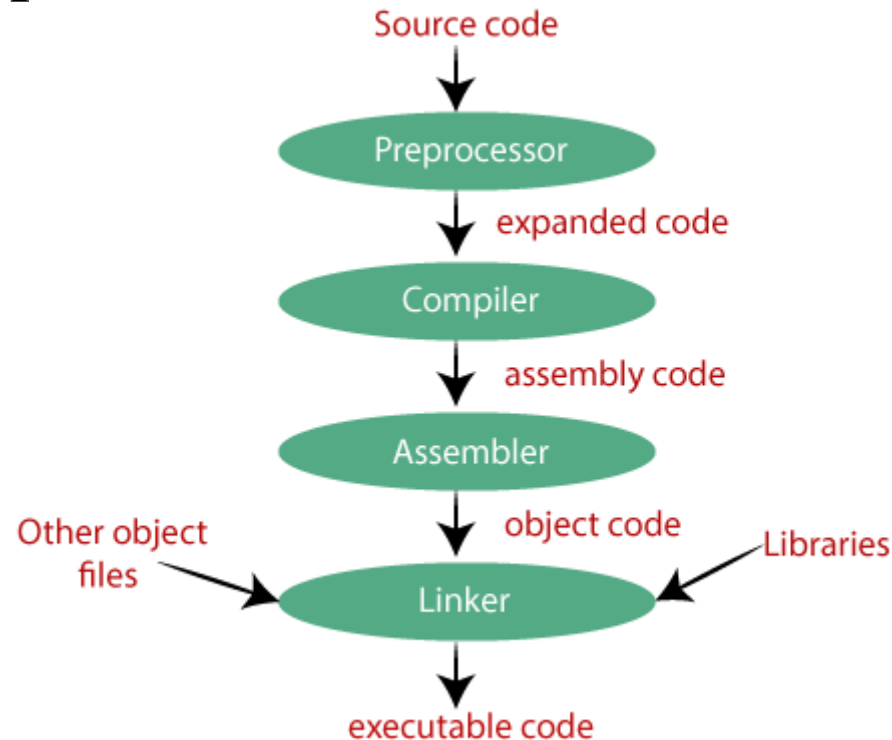 Source code
Preprocessor
expanded code
Compiler
assembly code
Assembler
object code
Other object
files
Libraries
Linker
executable code